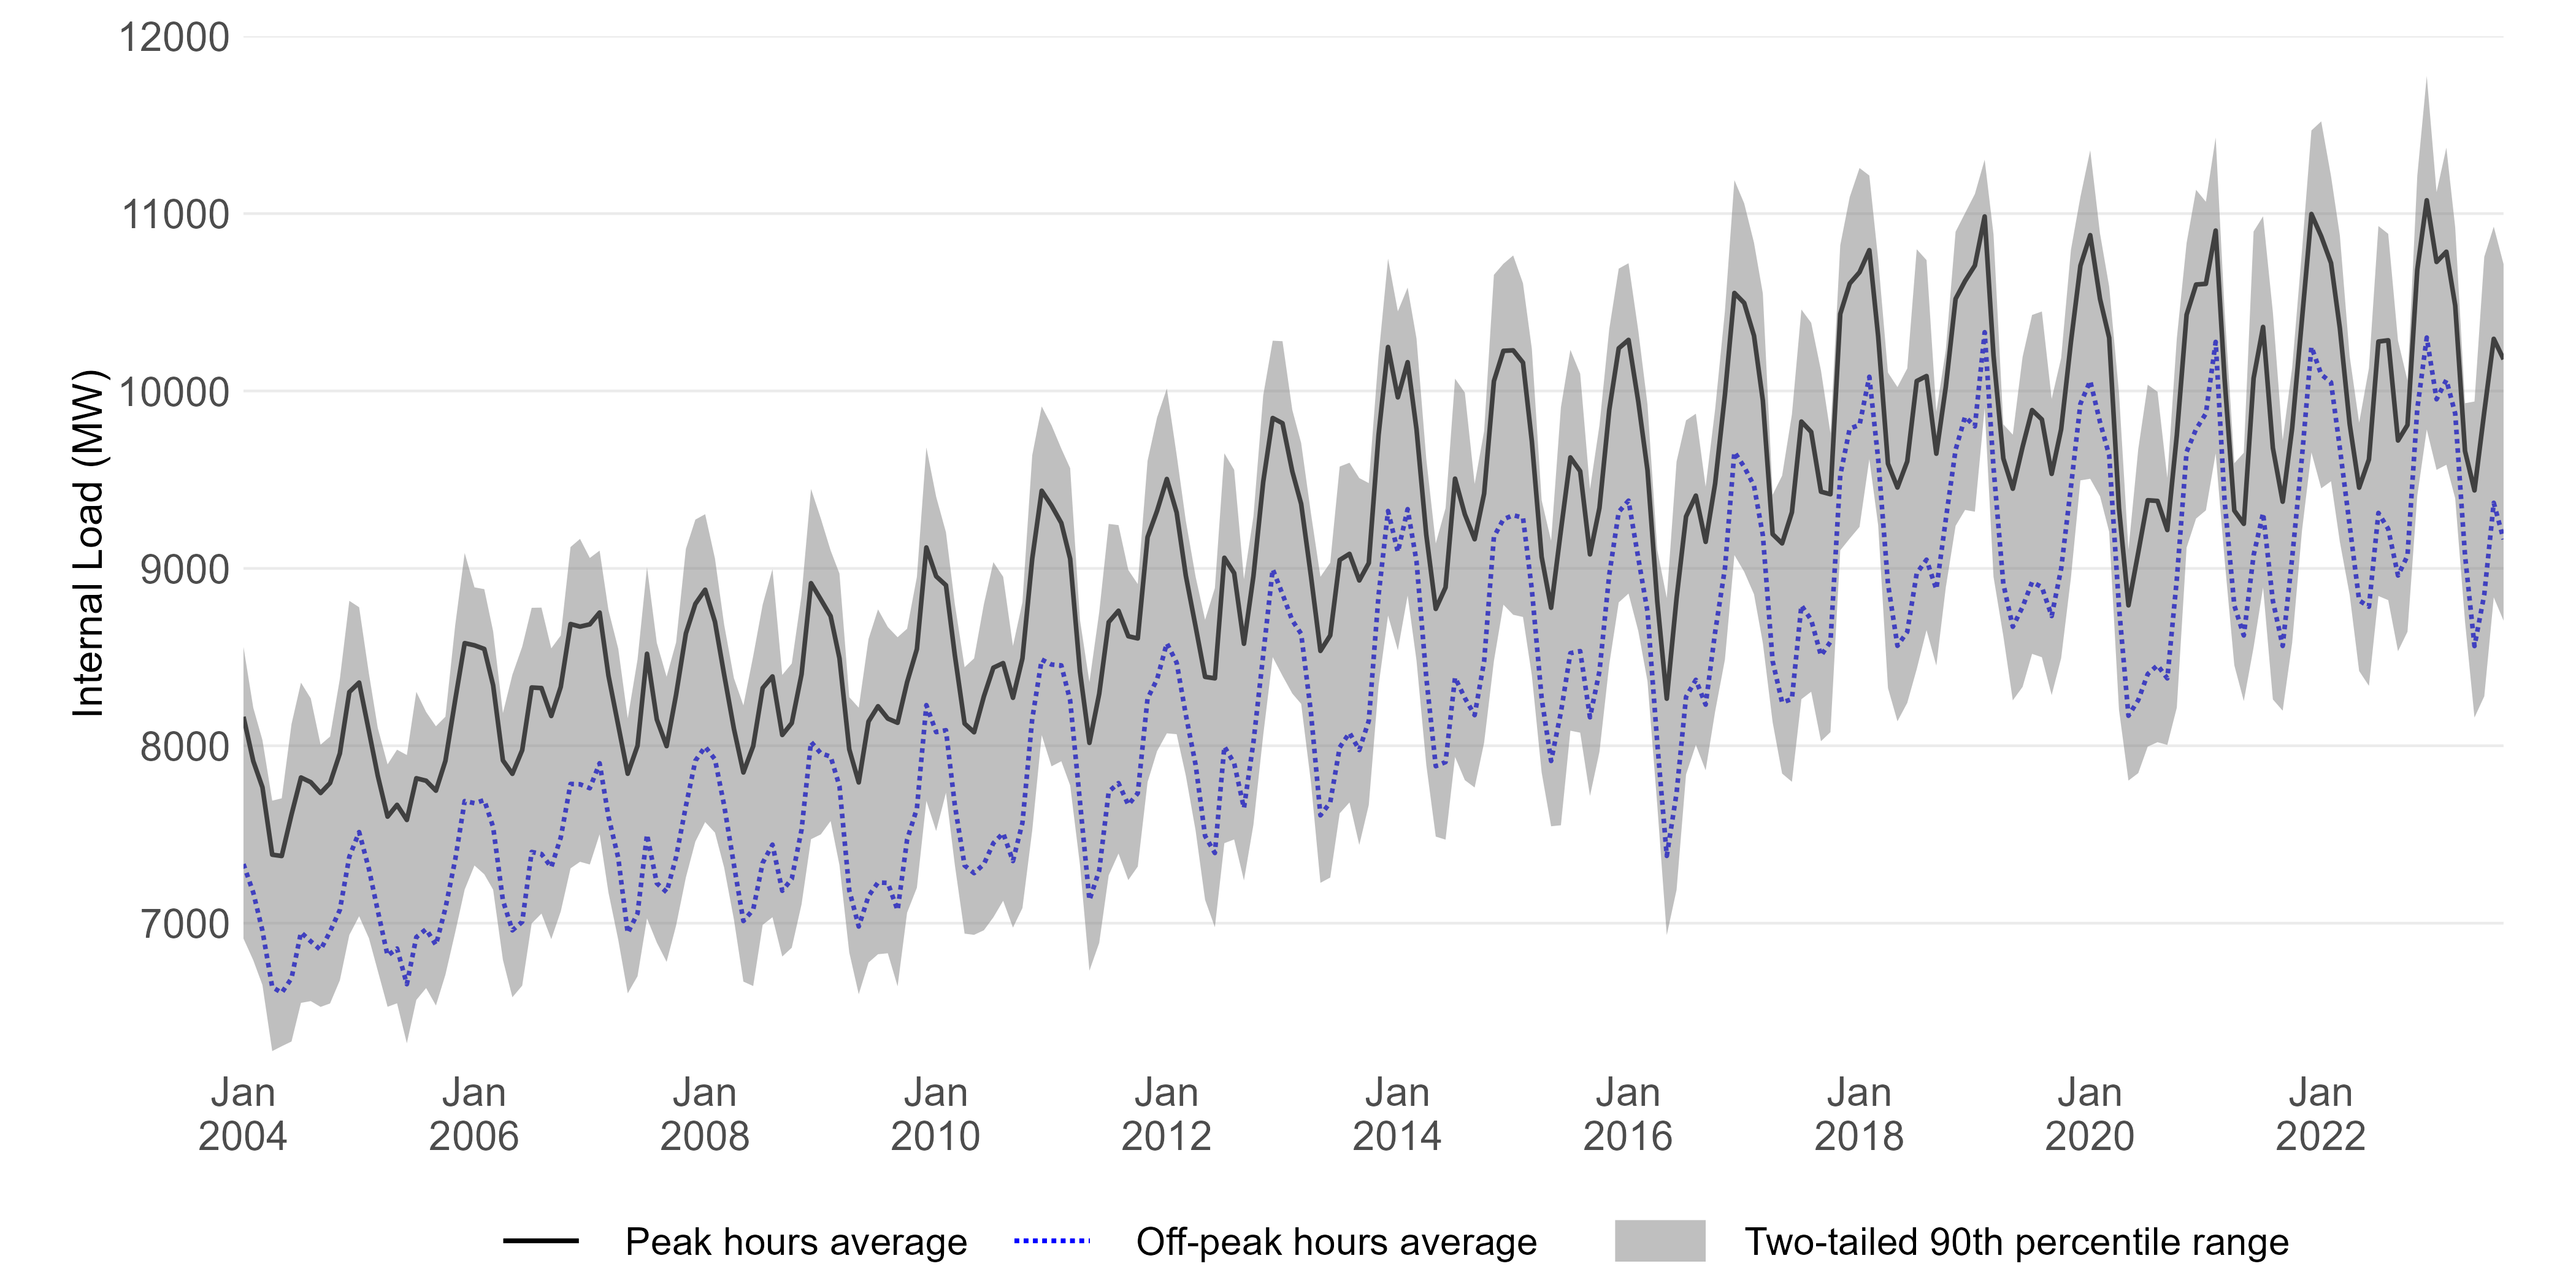 12000
11000
10000
9000
8000
7000
Internal Load (MW)
Jan Jan Jan Jan Jan Jan Jan Jan Jan Jan
2004 2006 2008 2010 2012 2014 2016 2018 2020 2022
Peak hours average Off-peak hours average Two-tailed 90th percentile range